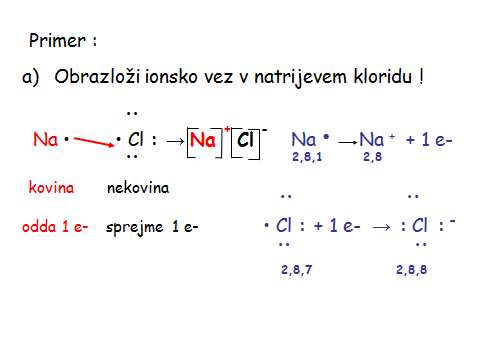 Primer :
a) Obrazloži ionsko vez v natrijevem kloridu !
Na • • Cl : → [Na]+ [Cl]- Na • → Na + + 1 e-
2,8,1 2,8
kovina nekovina
odda 1 e- sprejme 1 e- • Cl : + 1 e- → : Cl : -
2,8,7 2,8,8